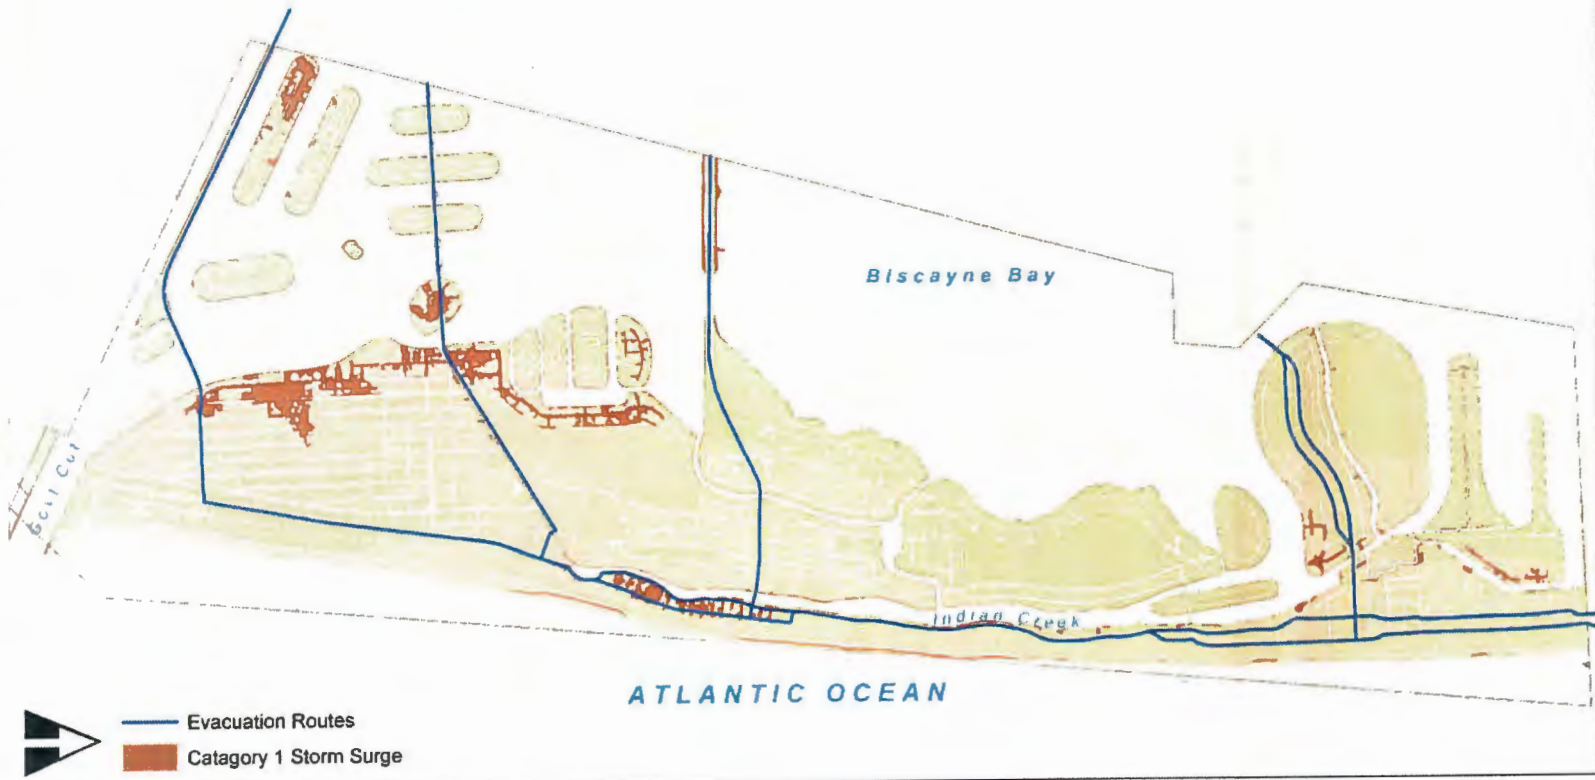 Biscayne Bay
Indian Creek
ATLANTIC OCEAN
Evacuation Routes
Catagory 1 Storm Surge